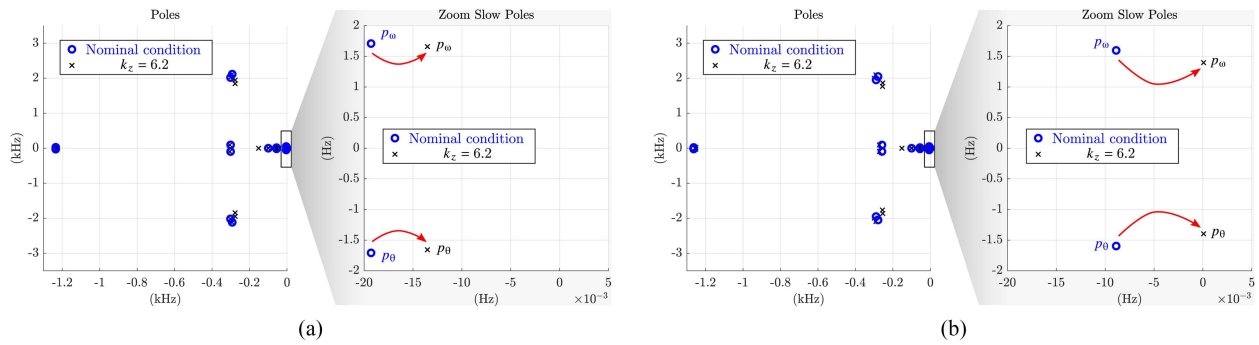 Poles
Nominal condition
k_z = 6.2
3
2
1
0
-1
-2
-3
(kHz)
-1.2
-1
-0.8
-0.6
-0.4
-0.2
0
(kHz)
Zoom Slow Poles
p_ω
p_ω
Nominal condition
k_z = 6.2
p_θ
p_θ
2
1.5
1
0.5
0
-0.5
-1
-1.5
-2
(Hz)
-20
-15
-10
-5
0
5
(Hz)
×10⁻³
(a)
Poles
Nominal condition
k_z = 6.2
3
2
1
0
-1
-2
-3
(kHz)
-1.2
-1
-0.8
-0.6
-0.4
-0.2
0
(kHz)
Zoom Slow Poles
p_ω
p_ω
Nominal condition
k_z = 6.2
p_θ
p_θ
2
1.5
1
0.5
0
-0.5
-1
-1.5
-2
(Hz)
-20
-15
-10
-5
0
5
(Hz)
×10⁻³
(b)